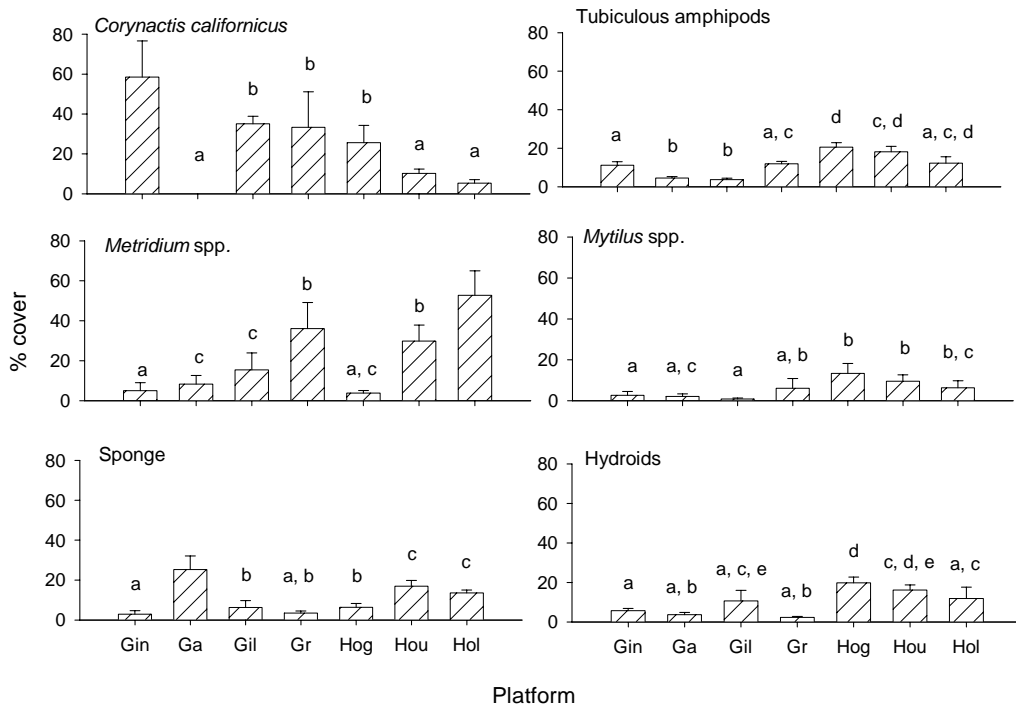 Corynactis californicus
80
60
40
20
0
a
b
b
b
a
a
Tubiculous amphipods
80
60
40
20
0
a
b
b
a, c
d
c, d
a, c, d
% cover
Metridium spp.
80
60
40
20
0
a
c
c
b
a, c
b
Mytilus spp.
80
60
40
20
0
a
a, c
a
a, b
b
b
b, c
Sponge
80
60
40
20
0
a
b
a, b
b
c
c
Gin Ga Gil Gr Hog Hou Hol
Hydroids
80
60
40
20
0
a
a, b
a, c, e
a, b
d
c, d, e
a, c
Gin Ga Gil Gr Hog Hou Hol
Platform